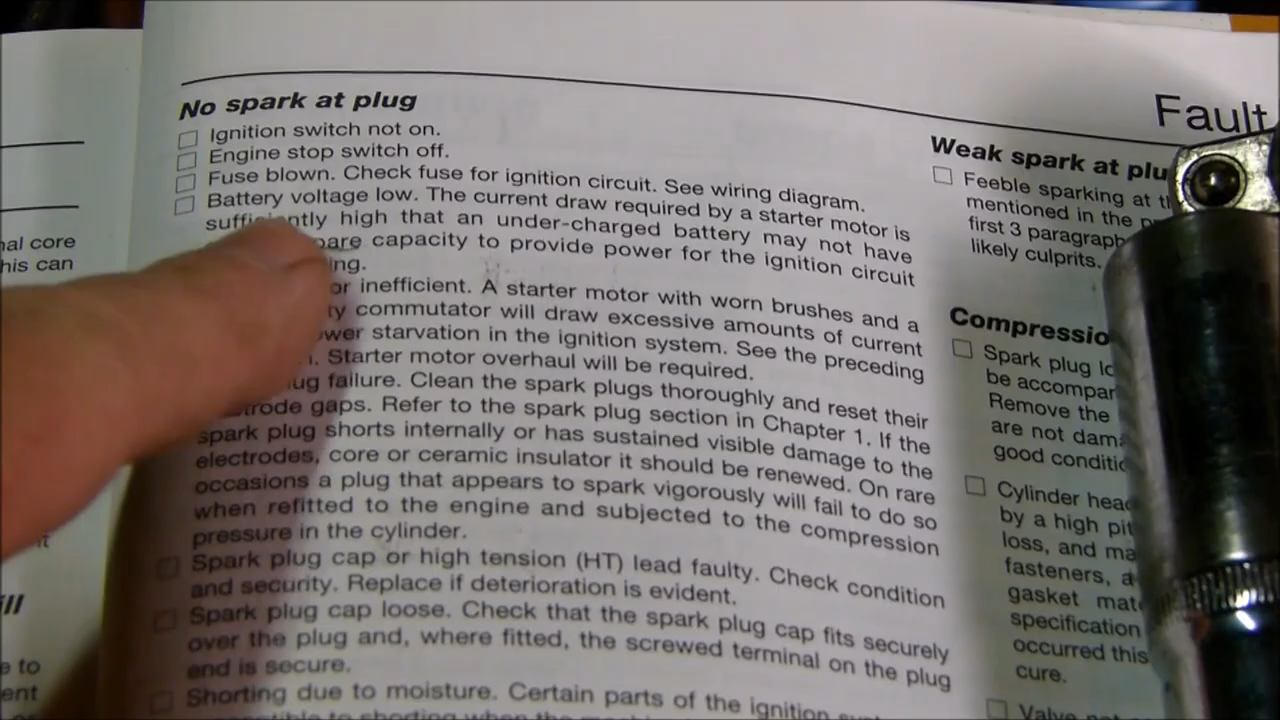 Fault
No spark at plug
Ignition switch not on.
Engine stop switch off.
Fuse blown. Check fuse for ignition circuit. See wiring diagram.
Battery voltage low. The current draw required by a starter motor is
sufficiently high that an under-charged battery may not have
capacity to provide power for the ignition circuit
or inefficient. A starter motor with worn brushes and a
commutator will draw excessive amounts of current
starvation in the ignition system. See the preceding
Starter motor overhaul will be required.
failure. Clean the spark plugs thoroughly and reset their
gaps. Refer to the spark plug section in Chapter 1. If the
spark plug shorts internally or has sustained visible damage to the
electrodes, core or ceramic insulator it should be renewed. On rare
occasions a plug that appears to spark vigorously will fail to do so
when refitted to the engine and subjected to the compression
pressure in the cylinder.
Spark plug cap or high tension (HT) lead faulty. Check condition
and security. Replace if deterioration is evident.
Spark plug cap loose. Check that the spark plug cap fits securely
over the plug and, where fitted, the screwed terminal on the plug
end is secure.
Shorting due to moisture. Certain parts of the ignition
to shorting when the
Weak spark at
Feeble sparking at
mentioned in the
first 3
likely culprits.
Spark plug
be
Remove the
are not
good
Cylinder
by a high
loss, and
fasteners,
gasket
specification
occurred this
cure.
Valve
core
his can
to